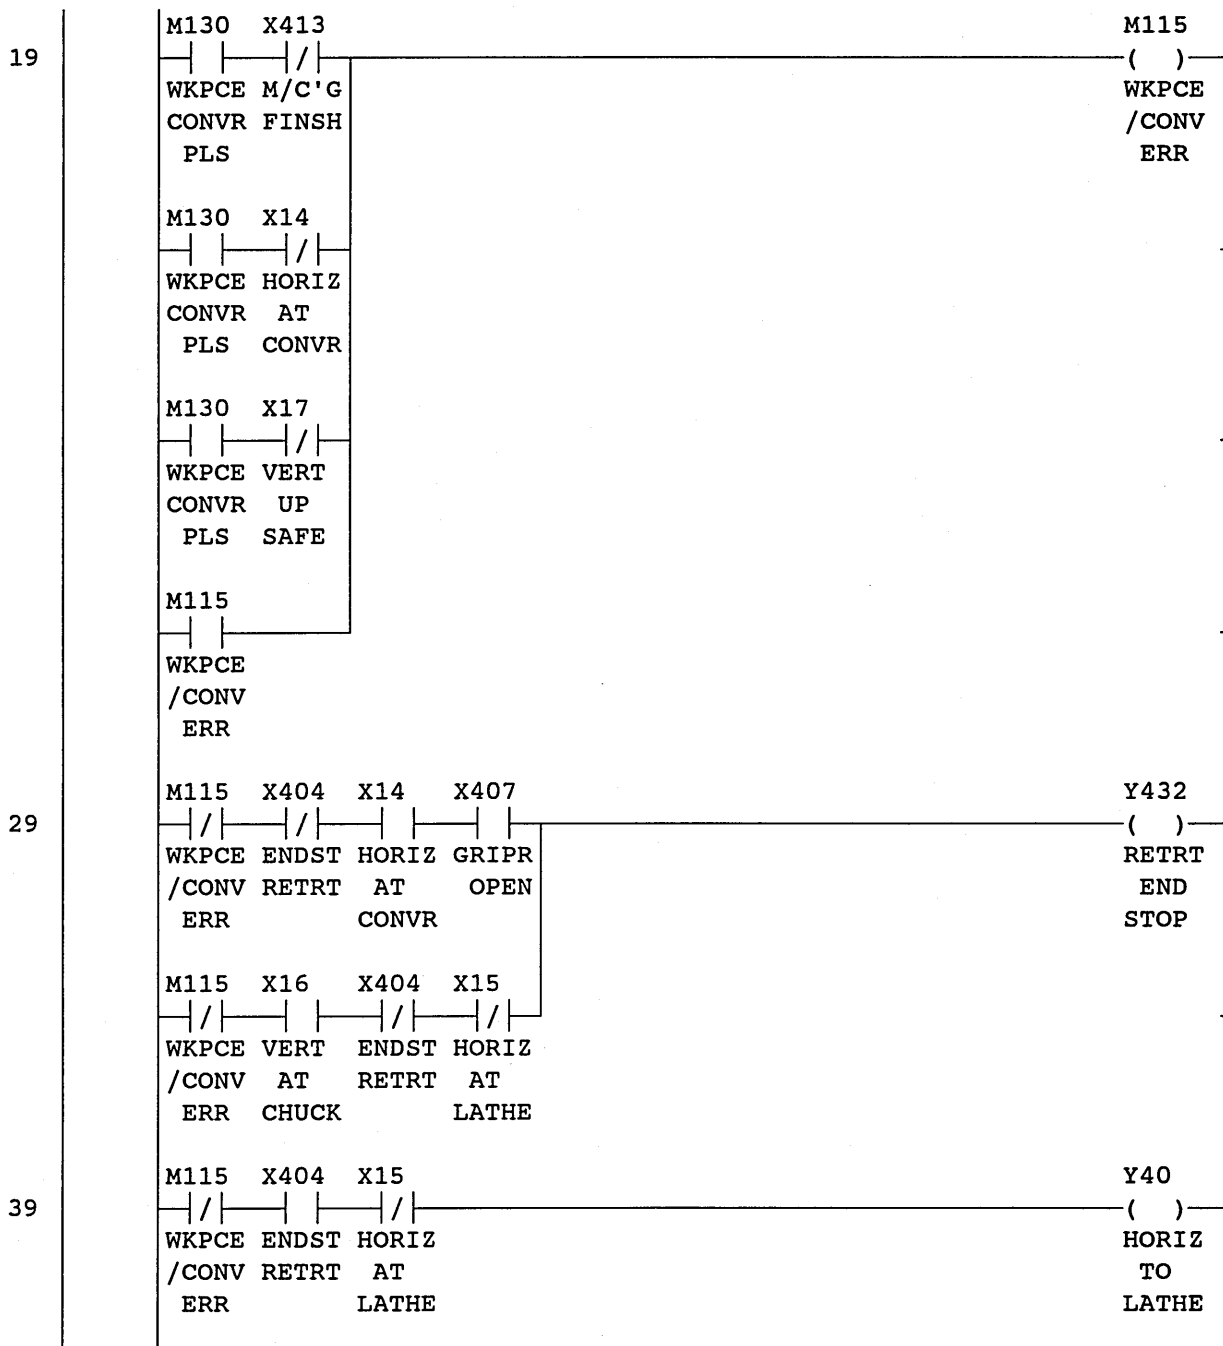 M130 X413 M115
19 ( )
WKPCE M/C'G WKPCE
CONVR FINSH /CONV
PLS ERR
M130 X14
WKPCE HORIZ
CONVR AT
PLS CONVR
M130 X17
WKPCE VERT
CONVR UP
PLS SAFE
M115
WKPCE
/CONV
ERR
M115 X404 X14 X407 Y432
29 ( )
WKPCE ENDST HORIZ GRIPR RETRT
/CONV RETRT AT OPEN END
ERR CONVR STOP
M115 X16 X404 X15
WKPCE VERT ENDST HORIZ
/CONV AT RETRT AT
ERR CHUCK LATHE
M115 X404 X15 Y40
39 ( )
WKPCE ENDST HORIZ HORIZ
/CONV RETRT AT TO
ERR LATHE LATHE